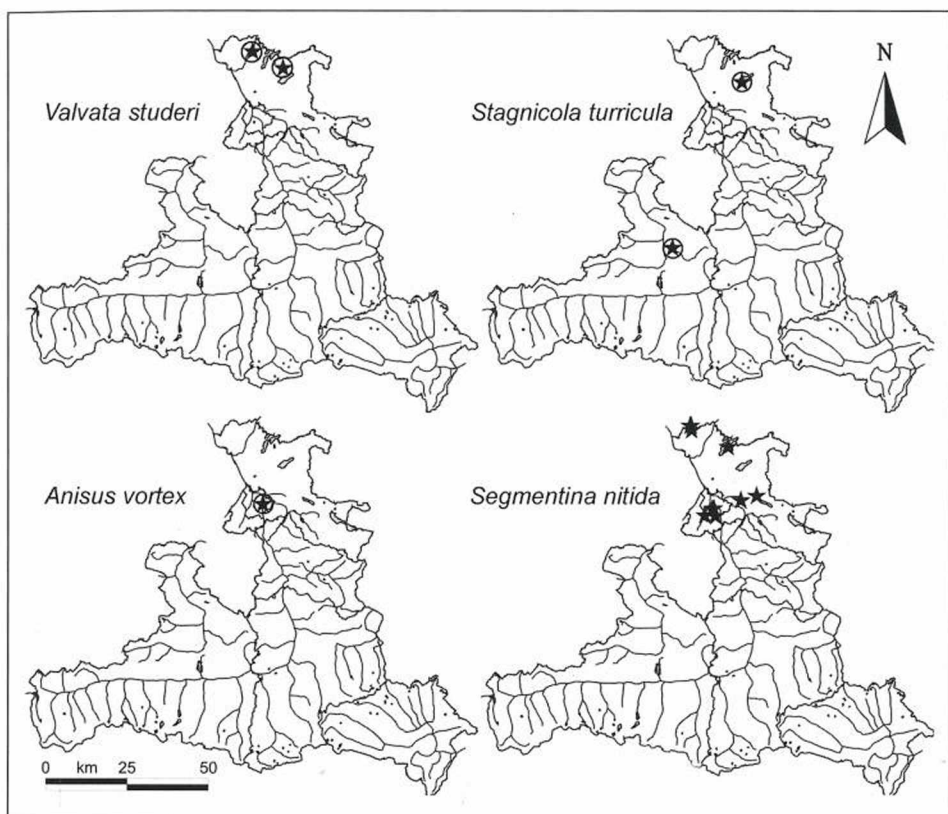 Valvata studeri
Stagnicola turricula
N
Anisus vortex
Segmentina nitida
0 km 25 50